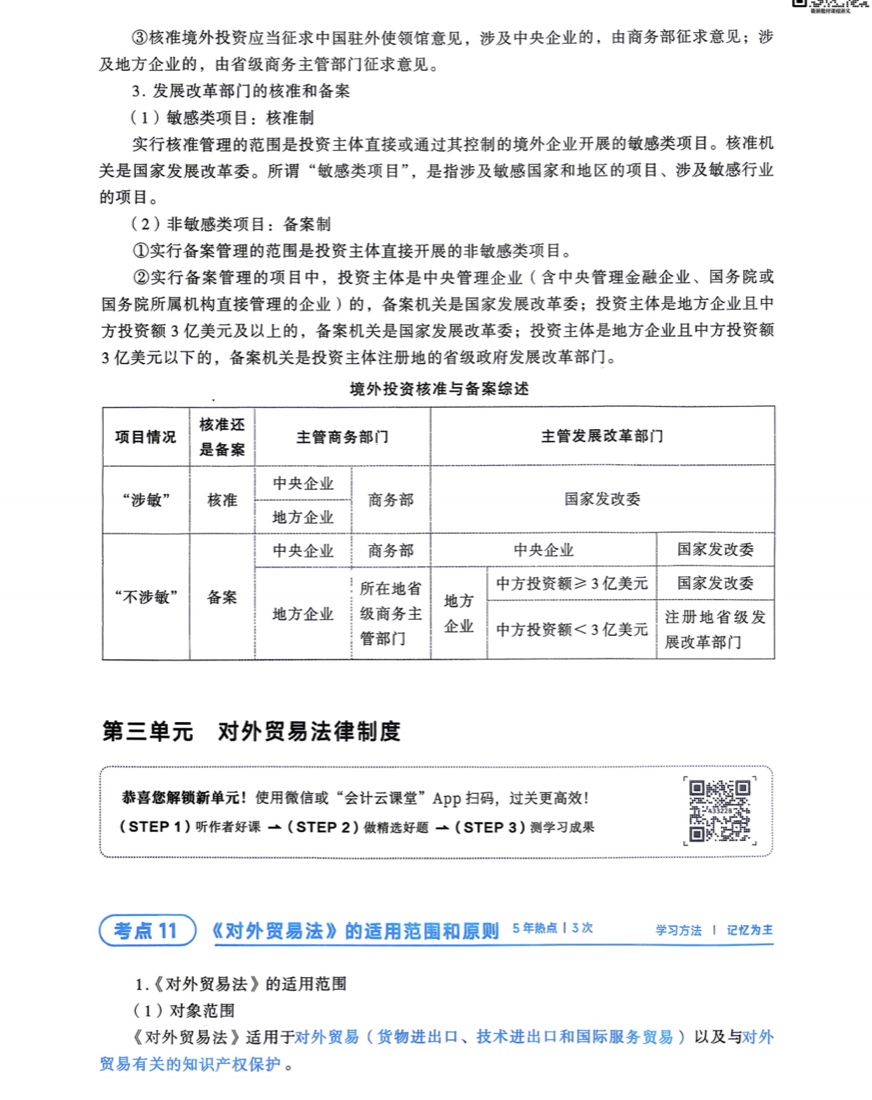 ③核准境外投资应当征求中国驻外使领馆意见，涉及中央企业的，由商务部征求意见；涉
及地方企业的，由省级商务主管部门征求意见。
3. 发展改革部门的核准和备案
（1）敏感类项目：核准制
实行核准管理的范围是投资主体直接或通过其控制的境外企业开展的敏感类项目。核准机
关是国家发展改革委。所谓“敏感类项目”，是指涉及敏感国家和地区的项目、涉及敏感行业
的项目。
（2）非敏感类项目：备案制
①实行备案管理的范围是投资主体直接开展的非敏感类项目。
②实行备案管理的项目中，投资主体是中央管理企业（含中央管理金融企业、国务院或
国务院所属机构直接管理的企业）的，备案机关是国家发展改革委；投资主体是地方企业且中
方投资额 3 亿美元及以上的，备案机关是国家发展改革委；投资主体是地方企业且中方投资额
3 亿美元以下的，备案机关是投资主体注册地的省级政府发展改革部门。
境外投资核准与备案综述
项目情况
核准还
是备案
主管商务部门
主管发展改革部门
“涉敏”
核准
中央企业
地方企业
商务部
国家发改委
“不涉敏”
备案
中央企业
商务部
中央企业
国家发改委
地方企业
所在地省
级商务主
管部门
地方
企业
中方投资额≥3 亿美元
国家发改委
中方投资额＜3 亿美元
注册地省级发
展改革部门
第三单元 对外贸易法律制度
恭喜您解锁新单元！使用微信或“会计云课堂”App 扫码，过关更高效！
（STEP 1）听作者好课 ⇀（STEP 2）做精选好题 ⇀（STEP 3）测学习成果
考点 11 《对外贸易法》的适用范围和原则 5 年热点 | 3 次 学习方法 | 记忆为主
1.《对外贸易法》的适用范围
（1）对象范围
《对外贸易法》适用于对外贸易（货物进出口、技术进出口和国际服务贸易）以及与对外
贸易有关的知识产权保护。